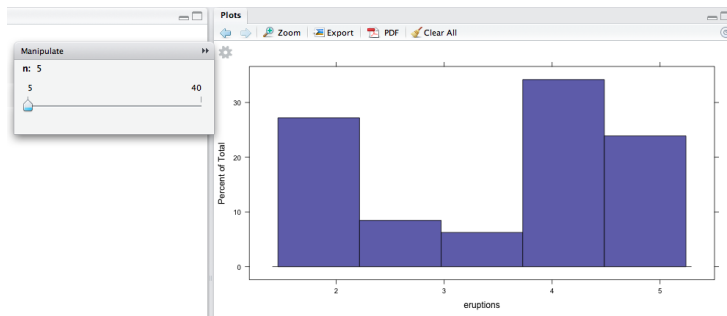 Plots
Zoom Export PDF Clear All
Manipulate
n: 5
5 40
Percent of Total
30
20
10
0
2 3 4 5
eruptions